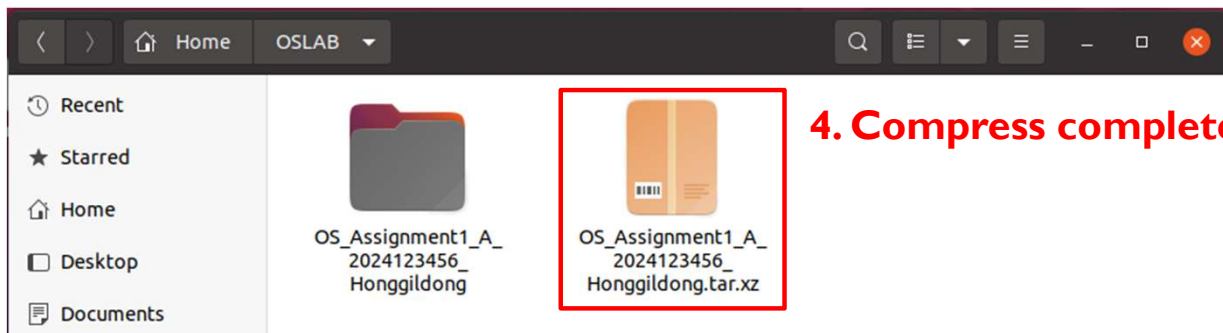 Home OSLAB
Recent
Starred
Home
Desktop
Documents
4. Compress complete
OS_Assignment1_A_
2024123456_
Honggildong
OS_Assignment1_A_
2024123456_
Honggildong.tar.xz